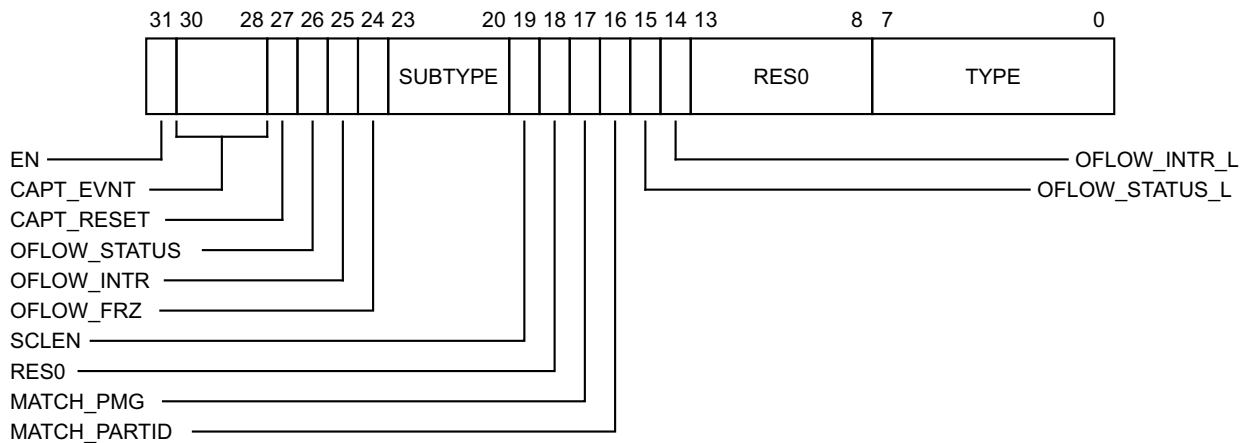 31 30 28 27 26 25 24 23 20 19 18 17 16 15 14 13 8 7 0
SUBTYPE RES0 TYPE
EN OFLOW_INTR_L
CAPT_EVNT OFLOW_STATUS_L
CAPT_RESET
OFLOW_STATUS
OFLOW_INTR
OFLOW_FRZ
SCLEN
RES0
MATCH_PMG
MATCH_PARTID